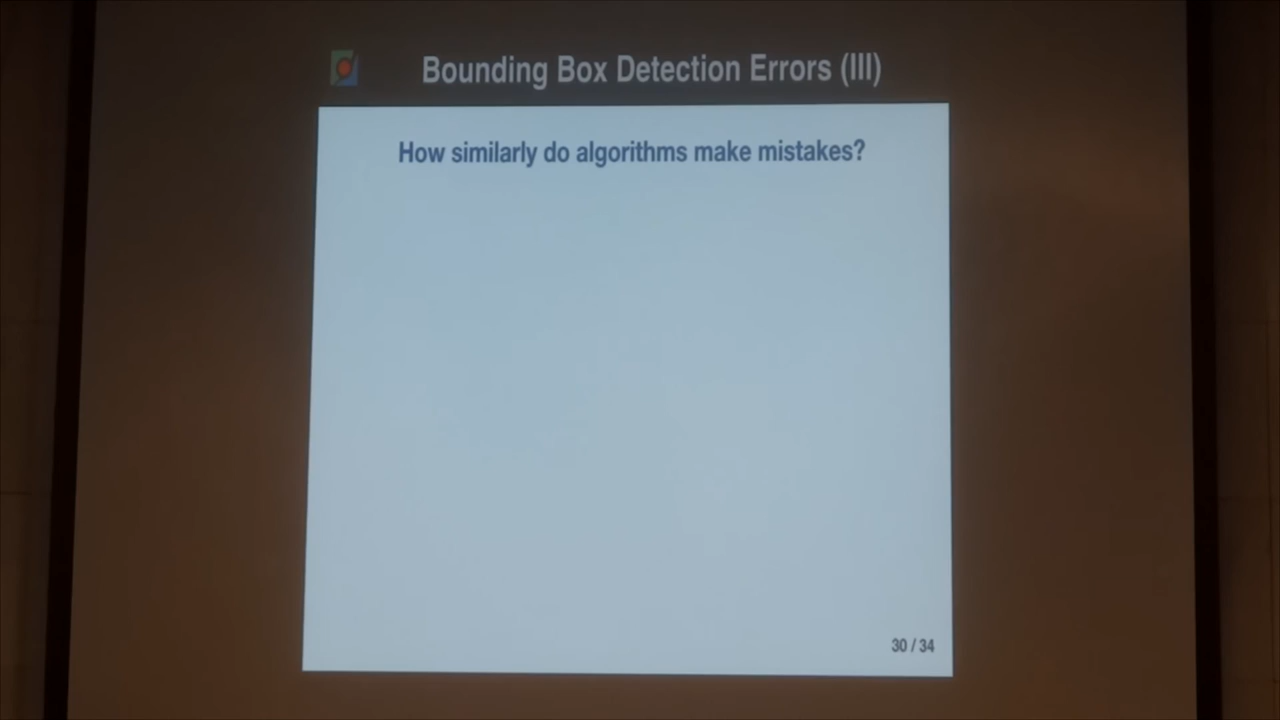 Bounding Box Detection Errors (III)
How similarly do algorithms make mistakes?
30 / 34